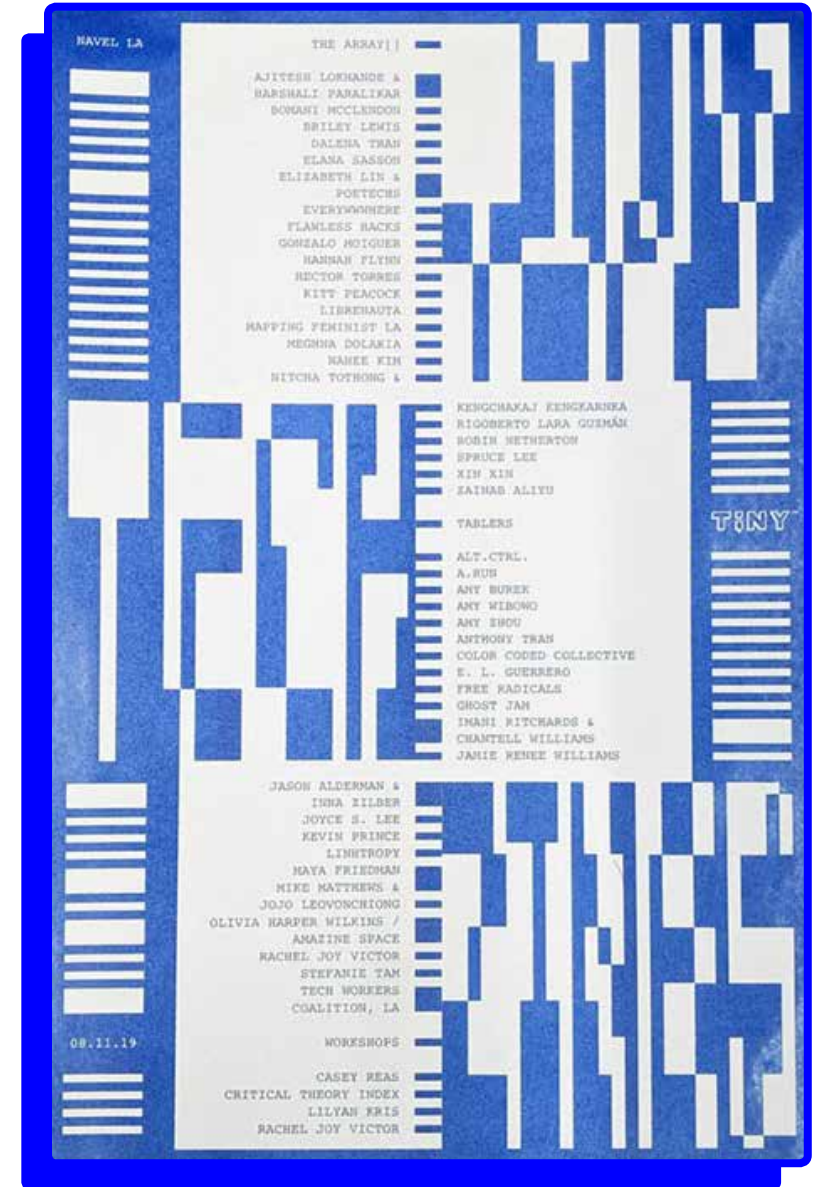 NAVEL LA
THE ARRAY[]
AJITESH LOKHANDE &
HARSHALI PARALIKAR
BOMANI MCCLENDON
BRILEY LEWIS
DALENA TRAN
ELANA SASSON
ELIZABETH LIN &
POETECHS
EVERYWWWHERE
FLAWLESS HACKS
GONZALO MOIGUER
HANNAH FLYNN
HECTOR TORRES
KITT PEACOCK
LIBRENAUTA
MAPPING FEMINIST LA
MEGHNA DOLAKIA
NAHEE KIM
NITCHA TOTHONG &
TINY
KENGCHAKAJ KENGKARNKA
RIGOBERTO LARA GUZMÁN
ROBIN NETHERTON
SPRUCE LEE
XIN XIN
ZAINAB ALIYU
TECH
TiNY
TABLERS
ALT.CTRL.
A.RUN
AMY BUREK
AMY WIBOWO
AMY ZHOU
ANTHONY TRAN
COLOR CODED COLLECTIVE
E. L. GUERRERO
FREE RADICALS
GHOST JAM
IMANI RITCHARDS &
CHANTELL WILLIAMS
JAMIE RENEE WILLIAMS
JASON ALDERMAN &
INNA ZILBER
JOYCE S. LEE
KEVIN PRINCE
LINHTROPY
MAYA FRIEDMAN
MIKE MATTHEWS &
JOJO LEOVONCHIONG
OLIVIA HARPER WILKINS /
AMAZINE SPACE
RACHEL JOY VICTOR
STEFANIE TAM
TECH WORKERS
COALITION, LA
ZINES
08.11.19
WORKSHOPS
CASEY REAS
CRITICAL THEORY INDEX
LILYAN KRIS
RACHEL JOY VICTOR